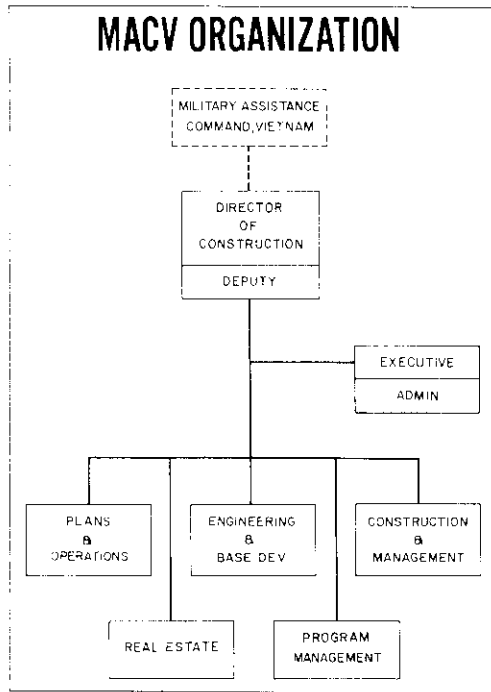 MACV ORGANIZATION
MILITARY ASSISTANCE
COMMAND, VIETNAM
DIRECTOR
OF
CONSTRUCTION
DEPUTY
EXECUTIVE
ADMIN
PLANS
&
OPERATIONS
ENGINEERING
&
BASE DEV
CONSTRUCTION
&
MANAGEMENT
REAL ESTATE
PROGRAM
MANAGEMENT